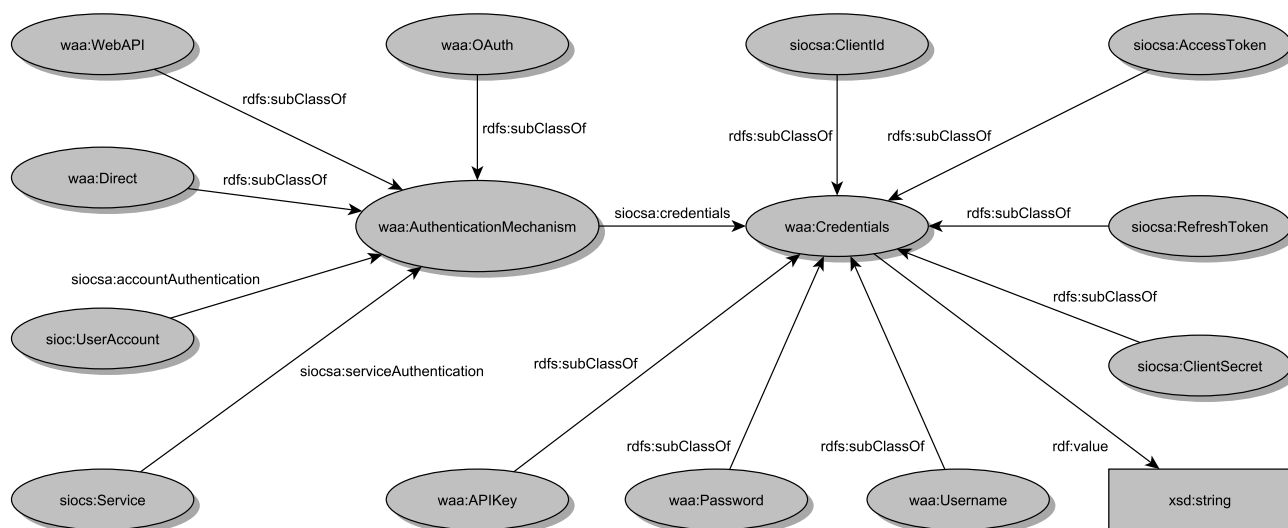 waa:WebAPI
waa:OAuth
siocsa:ClientId
siocsa:AccessToken
rdfs:subClassOf
rdfs:subClassOf
rdfs:subClassOf
rdfs:subClassOf
waa:Direct
rdfs:subClassOf
waa:AuthenticationMechanism
siocsa:credentials
waa:Credentials
rdfs:subClassOf
siocsa:RefreshToken
siocsa:accountAuthentication
rdfs:subClassOf
sioc:UserAccount
siocsa:serviceAuthentication
rdfs:subClassOf
siocsa:ClientSecret
rdfs:subClassOf
rdfs:subClassOf
rdf:value
siocs:Service
waa:APIKey
waa:Password
waa:Username
xsd:string